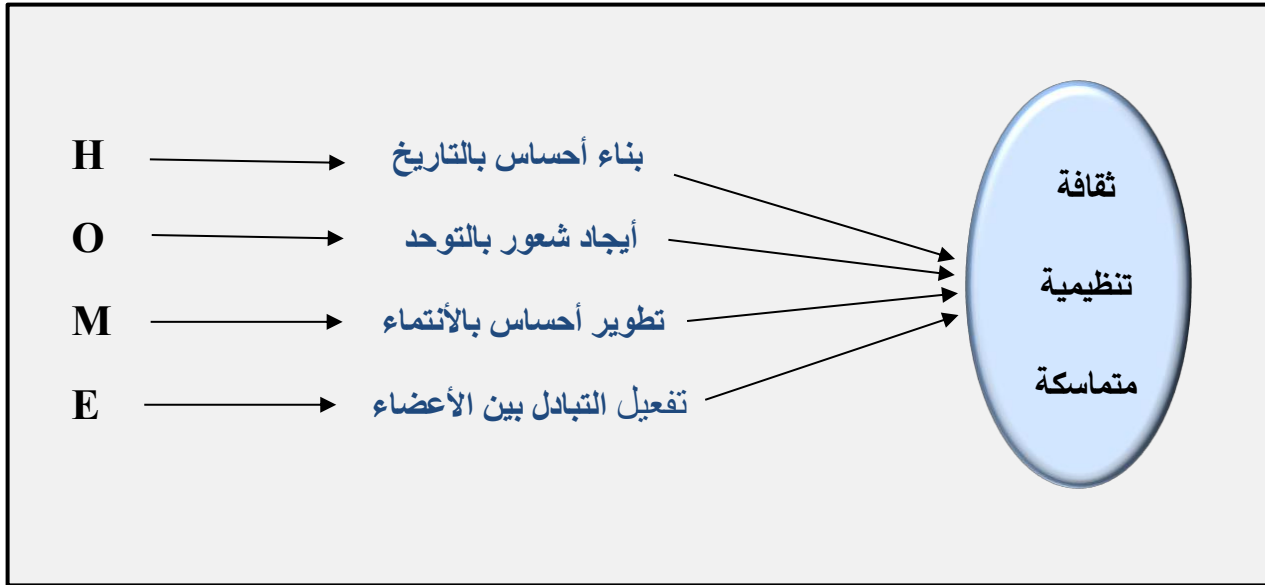 H
بناء أحساس بالتاريخ
O
أيجاد شعور بالتوحد
M
تطوير أحساس بالأنتماء
E
تفعيل التبادل بين الأعضاء
ثقافة
تنظيمية
متماسكة